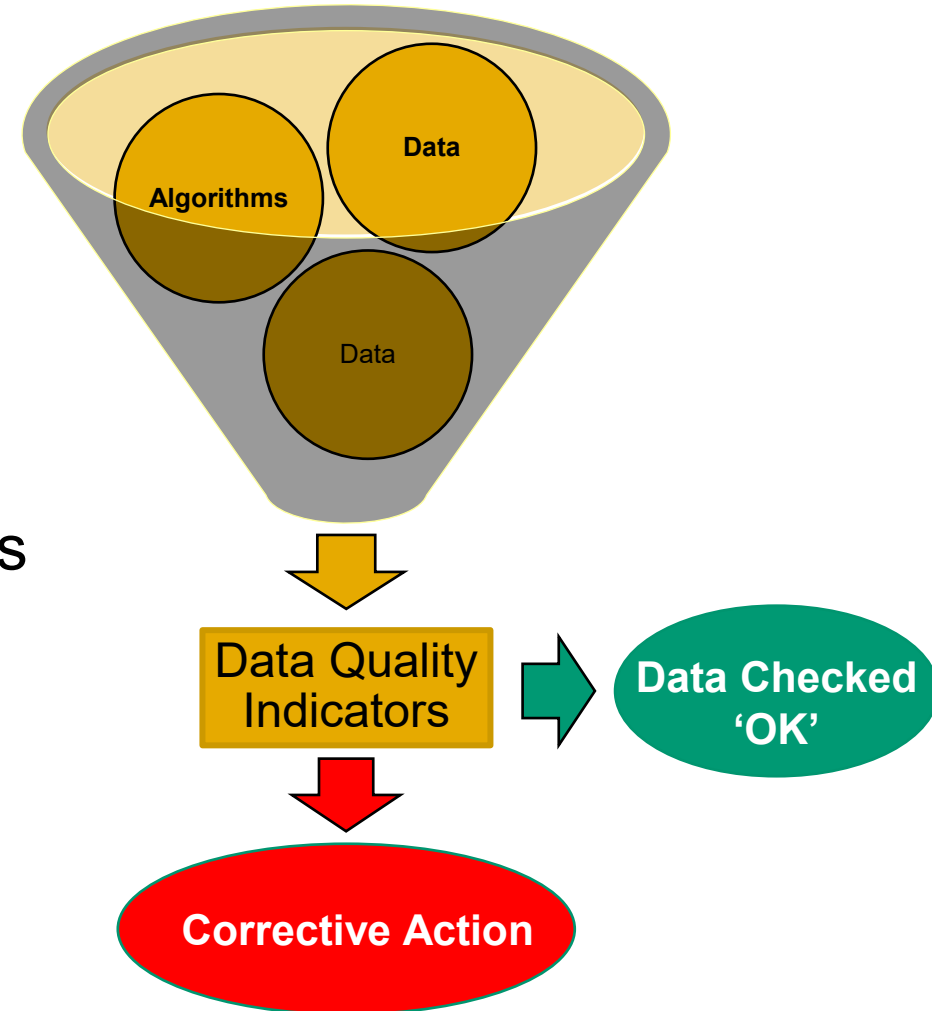 Data
Algorithms
Data
s
Data Quality
Indicators
Data Checked
‘OK’
Corrective Action